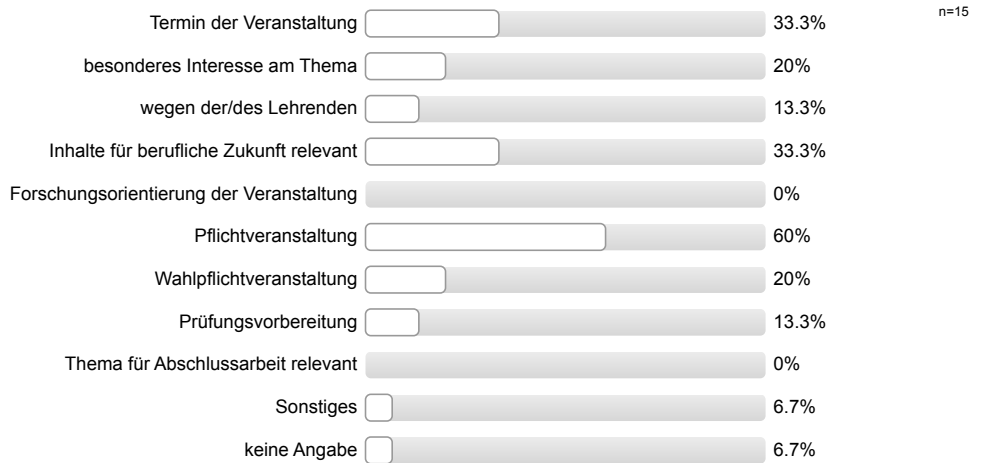 n=15
Termin der Veranstaltung 33.3%
besonderes Interesse am Thema 20%
wegen der/des Lehrenden 13.3%
Inhalte für berufliche Zukunft relevant 33.3%
Forschungsorientierung der Veranstaltung 0%
Pflichtveranstaltung 60%
Wahlpflichtveranstaltung 20%
Prüfungsvorbereitung 13.3%
Thema für Abschlussarbeit relevant 0%
Sonstiges 6.7%
keine Angabe 6.7%